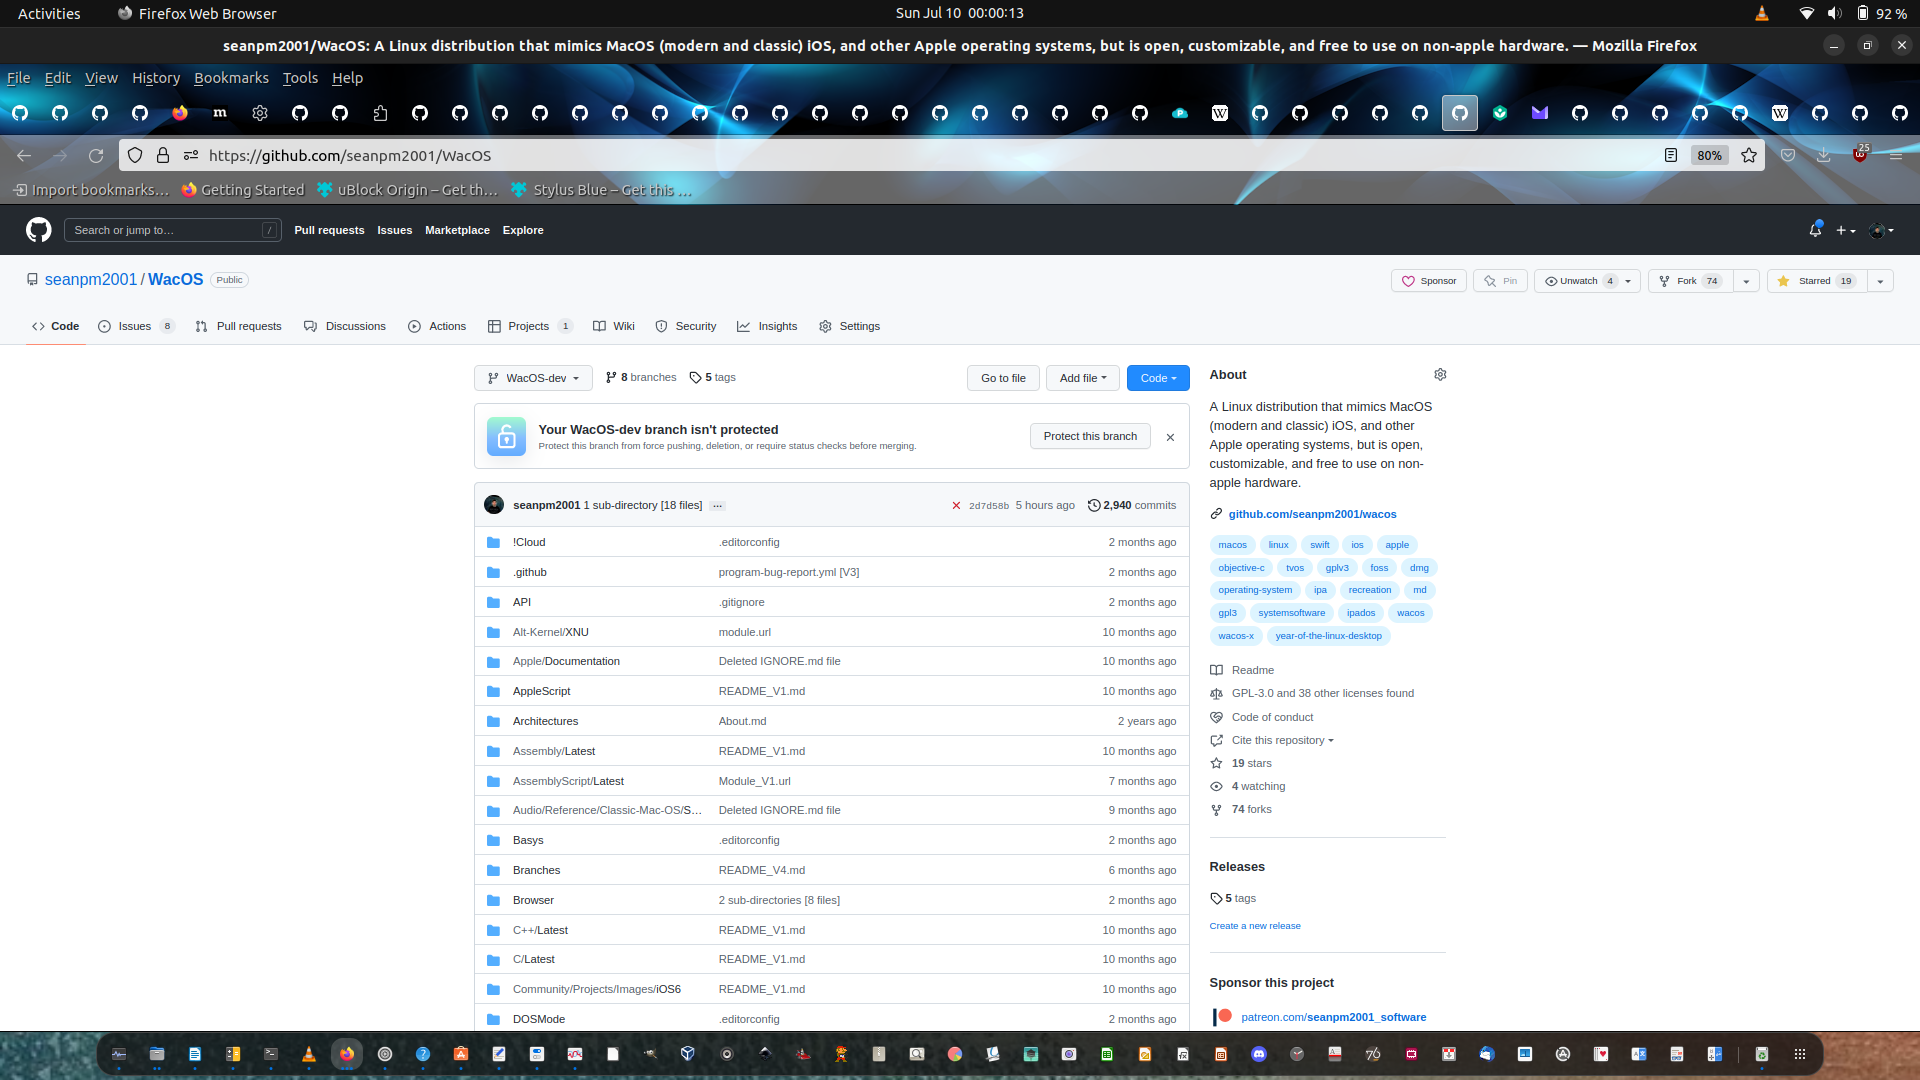 Activities Firefox Web Browser Sun Jul 10 00:00:13 92 %
seanpm2001/WacOS: A Linux distribution that mimics MacOS (modern and classic) iOS, and other Apple operating systems, but is open, customizable, and free to use on non-apple hardware. — Mozilla Firefox
File Edit View History Bookmarks Tools Help
https://github.com/seanpm2001/WacOS 80% 25
Import bookmarks... Getting Started uBlock Origin – Get th... Stylus Blue – Get this ...
Search or jump to... / Pull requests Issues Marketplace Explore
seanpm2001 / WacOS Public Sponsor Pin Unwatch 4 Fork 74 Starred 19
Code Issues 8 Pull requests Discussions Actions Projects 1 Wiki Security Insights Settings
WacOS-dev 8 branches 5 tags Go to file Add file Code
Your WacOS-dev branch isn't protected
Protect this branch from force pushing, deletion, or require status checks before merging.
Protect this branch
seanpm2001 1 sub-directory [18 files] ... 2d7d58b 5 hours ago 2,940 commits
!Cloud .editorconfig 2 months ago
.github program-bug-report.yml [V3] 2 months ago
API .gitignore 2 months ago
Alt-Kernel/XNU module.url 10 months ago
Apple/Documentation Deleted IGNORE.md file 10 months ago
AppleScript README_V1.md 10 months ago
Architectures About.md 2 years ago
Assembly/Latest README_V1.md 10 months ago
AssemblyScript/Latest Module_V1.url 7 months ago
Audio/Reference/Classic-Mac-OS/S... Deleted IGNORE.md file 9 months ago
Basys .editorconfig 2 months ago
Branches README_V4.md 6 months ago
Browser 2 sub-directories [8 files] 2 months ago
C++/Latest README_V1.md 10 months ago
C/Latest README_V1.md 10 months ago
Community/Projects/Images/iOS6 README_V1.md 10 months ago
DOSMode .editorconfig 2 months ago
About
A Linux distribution that mimics MacOS
(modern and classic) iOS, and other
Apple operating systems, but is open,
customizable, and free to use on non-
apple hardware.
github.com/seanpm2001/wacos
macos linux swift ios apple
objective-c tvos gplv3 foss dmg
operating-system ipa recreation md
gpl3 systemsoftware ipados wacos
wacos-x year-of-the-linux-desktop
Readme
GPL-3.0 and 38 other licenses found
Code of conduct
Cite this repository
19 stars
4 watching
74 forks
Releases
5 tags
Create a new release
Sponsor this project
patreon.com/seanpm2001_software